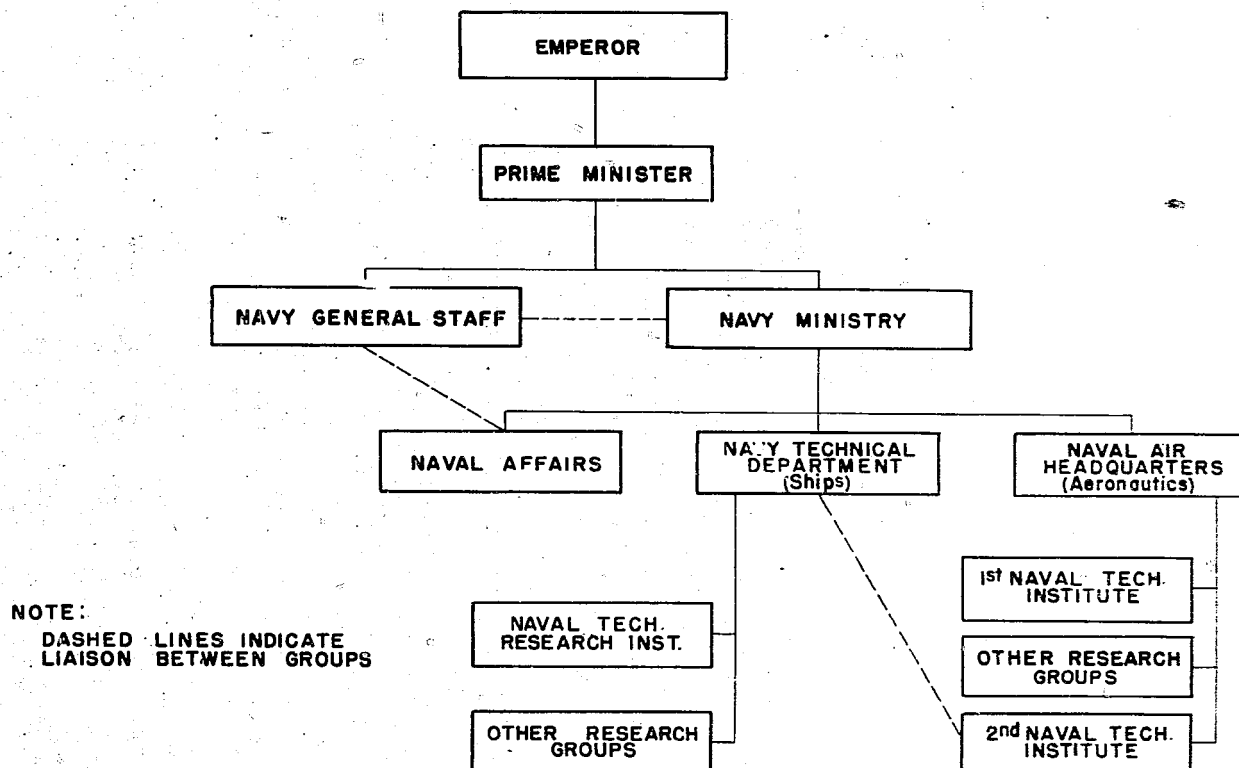 EMPEROR
PRIME MINISTER
NAVY GENERAL STAFF
NAVY MINISTRY
NAVAL AFFAIRS
NAVY TECHNICAL
DEPARTMENT
(Ships)
NAVAL AIR
HEADQUARTERS
(Aeronautics)
1st NAVAL TECH.
INSTITUTE
NOTE:
DASHED LINES INDICATE
LIAISON BETWEEN GROUPS
NAVAL TECH.
RESEARCH INST.
OTHER RESEARCH
GROUPS
OTHER RESEARCH
GROUPS
2nd NAVAL TECH.
INSTITUTE